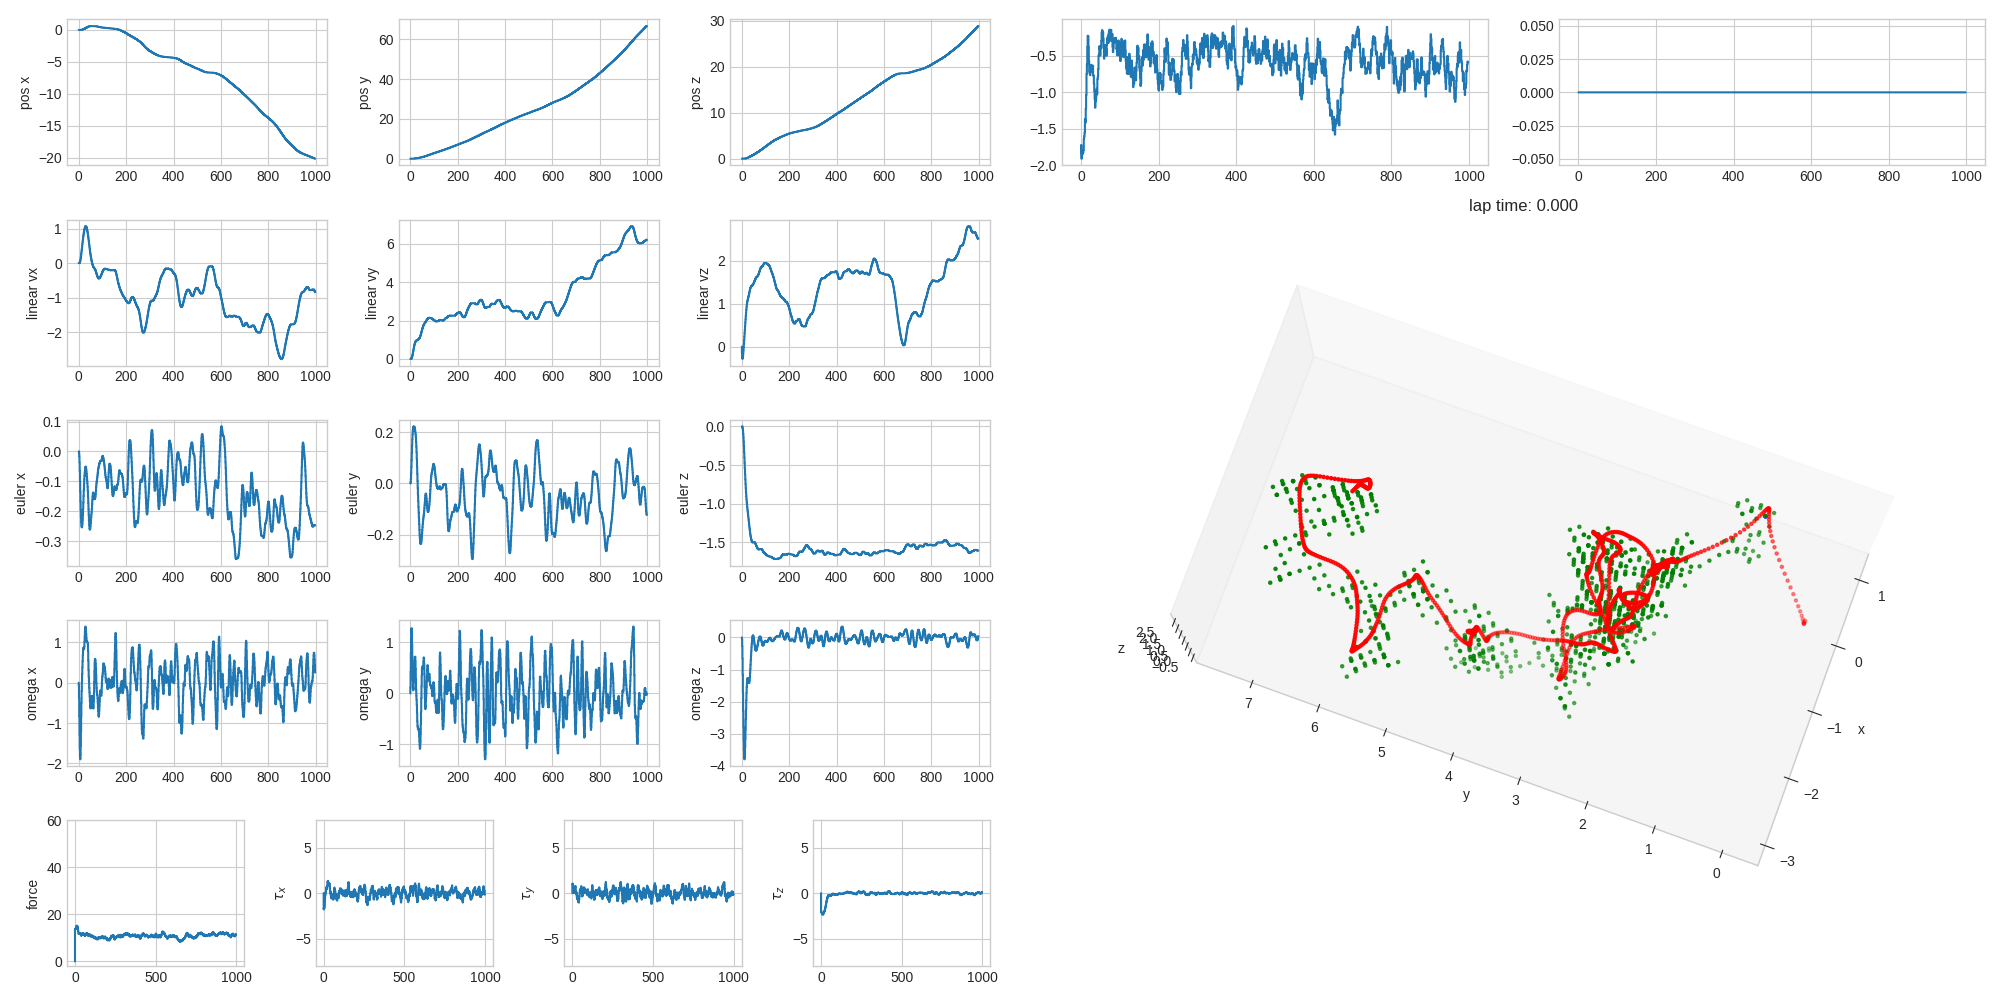 pos x
0
−5
−10
−15
−20
0 200 400 600 800 1000
pos y
60
40
20
0
0 200 400 600 800 1000
pos z
30
20
10
0
0 200 400 600 800 1000
−0.5
−1.0
−1.5
−2.0
0 200 400 600 800 1000
0.050
0.025
0.000
−0.025
−0.050
0 200 400 600 800 1000
lap time: 0.000
linear vx
1
0
−1
−2
0 200 400 600 800 1000
linear vy
6
4
2
0
0 200 400 600 800 1000
linear vz
2
1
0
0 200 400 600 800 1000
euler x
0.1
0.0
−0.1
−0.2
−0.3
0 200 400 600 800 1000
euler y
0.2
0.0
−0.2
0 200 400 600 800 1000
euler z
0.0
−0.5
−1.0
−1.5
0 200 400 600 800 1000
omega x
1
0
−1
−2
0 200 400 600 800 1000
omega y
1
0
−1
0 200 400 600 800 1000
omega z
0
−1
−2
−3
−4
0 200 400 600 800 1000
force
60
40
20
0
0 500 1000
τx
5
0
−5
0 500 1000
τy
5
0
−5
0 500 1000
τz
5
0
−5
0 500 1000
z
2.5
−0.5
y
7
6
5
4
3
2
1
0
x
1
0
−1
−2
−3